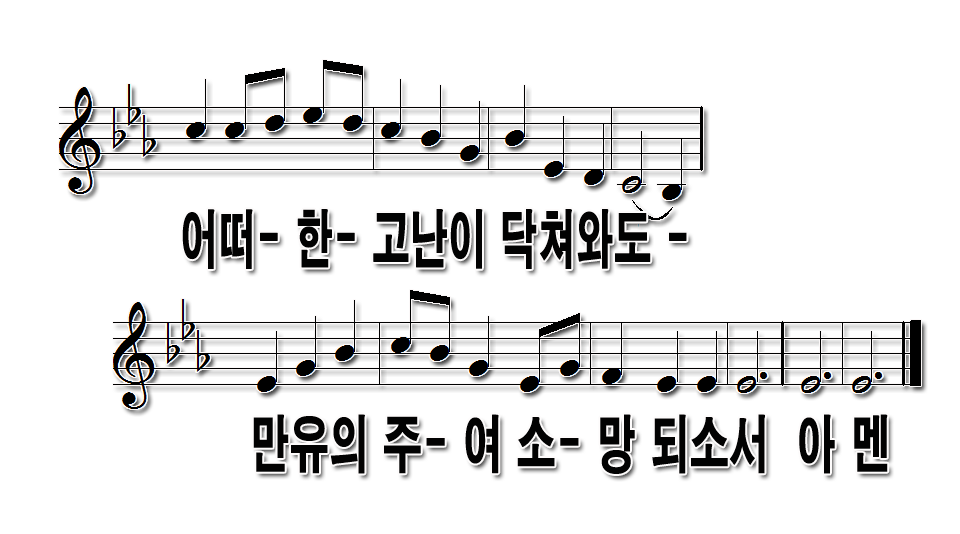 어떠- 한- 고난이 닥쳐와도 -
만유의 주- 여 소- 망 되소서 아 멘